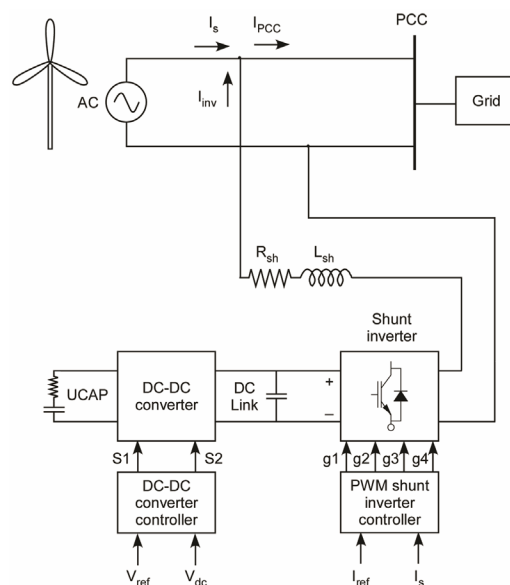 I_s
I_PCC
PCC
AC
I_inv
Grid
R_sh
L_sh
Shunt
inverter
UCAP
DC-DC
converter
DC
Link
+
–
S1
S2
g1
g2
g3
g4
DC-DC
converter
controller
PWM shunt
inverter
controller
V_ref
V_dc
I_ref
I_s